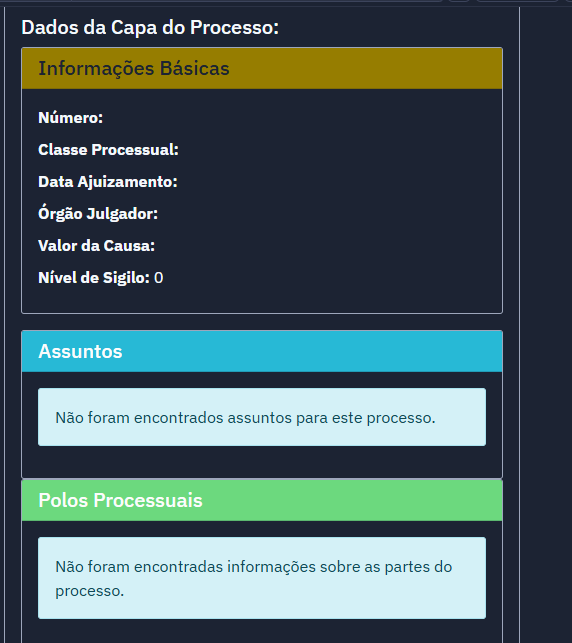 Dados da Capa do Processo:
Informações Básicas
Número:
Classe Processual:
Data Ajuizamento:
Órgão Julgador:
Valor da Causa:
Nível de Sigilo: 0
Assuntos
Não foram encontrados assuntos para este processo.
Polos Processuais
Não foram encontradas informações sobre as partes do
processo.